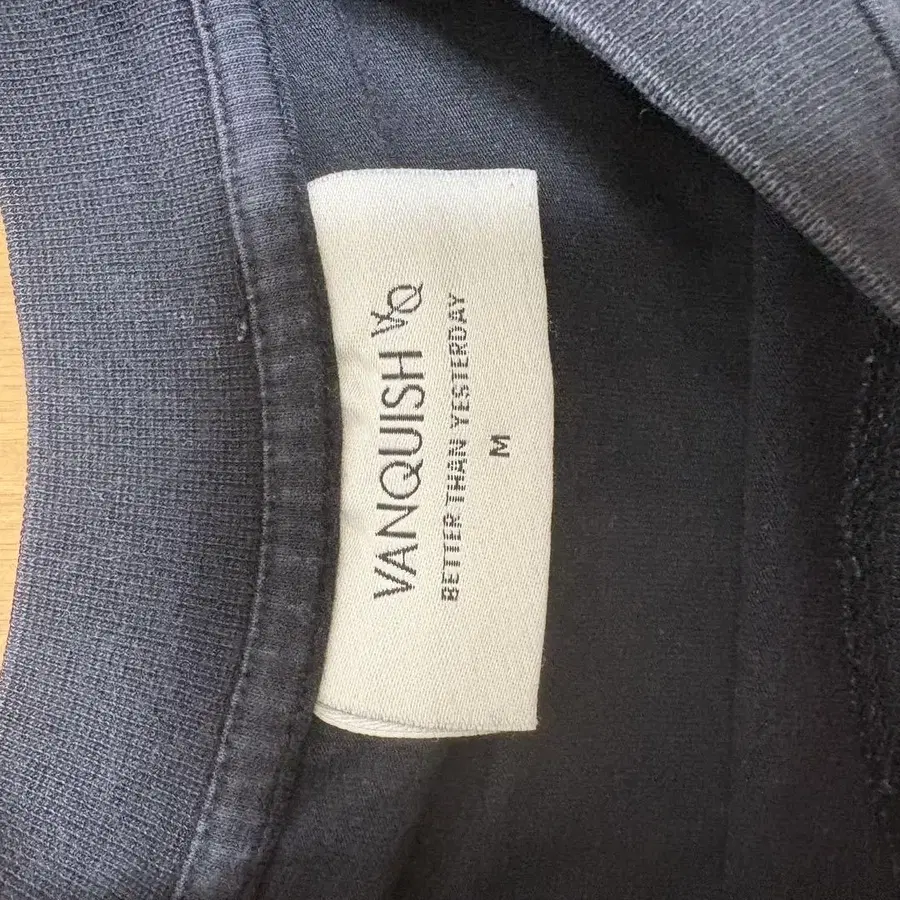 VANQUISH VQ
BETTER THAN YESTERDAY
M